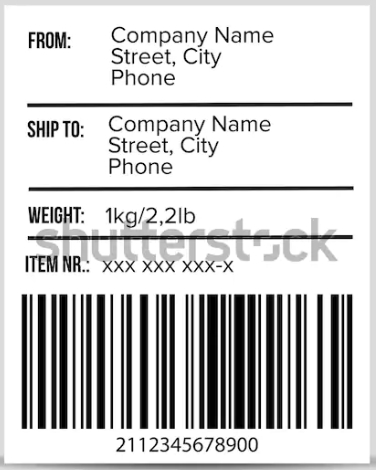 FROM: Company Name
Street, City
Phone
SHIP TO: Company Name
Street, City
Phone
WEIGHT: 1kg/2,2lb
shutterstock
ITEM NR.: xxx xxx xxx-x
2112345678900